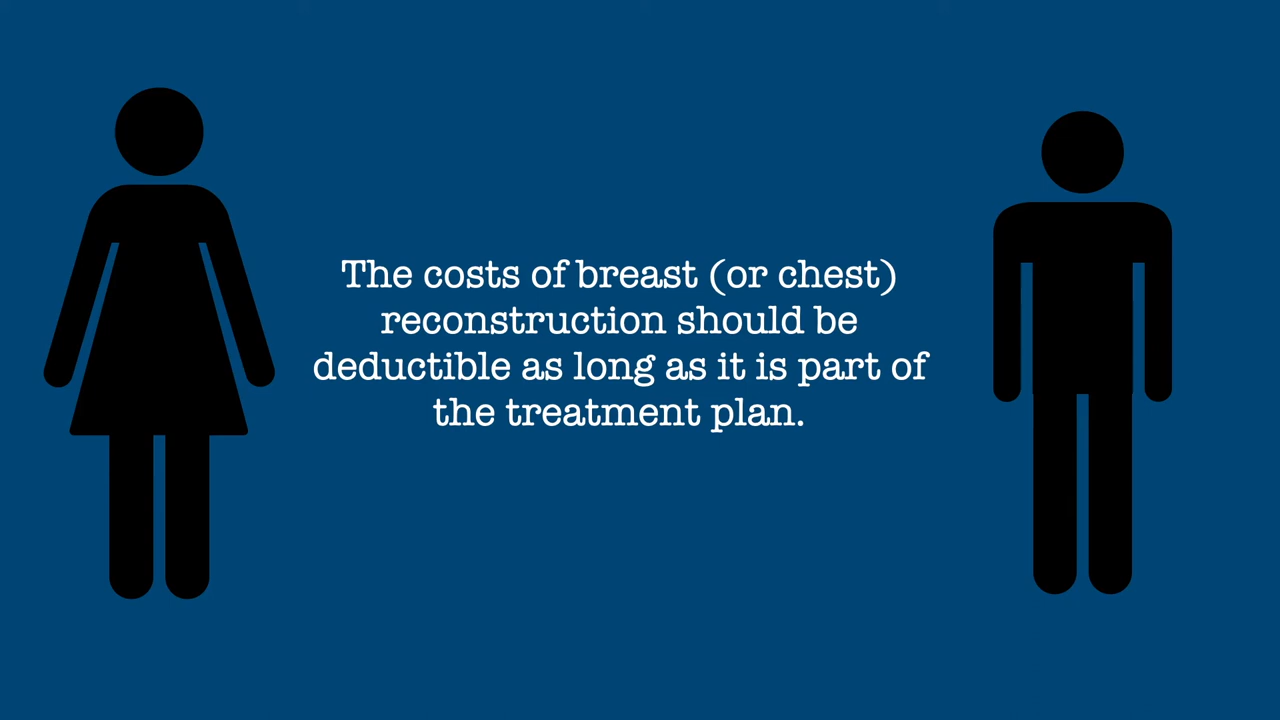 The costs of breast (or chest)
reconstruction should be
deductible as long as it is part of
the treatment plan.